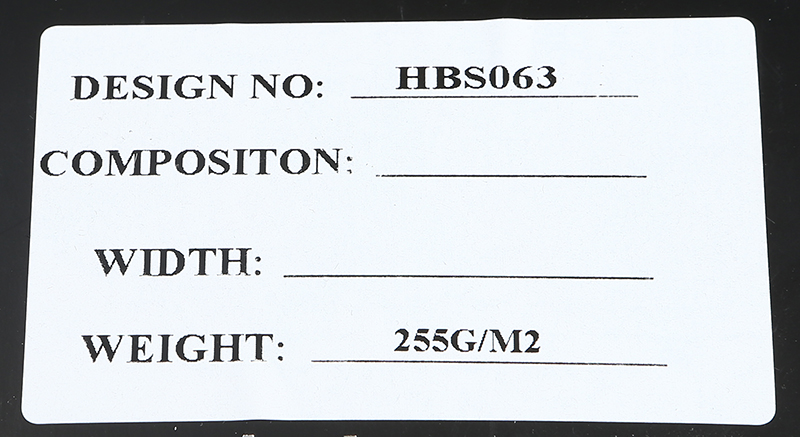 DESIGN NO: HBS063
COMPOSITON:
WIDTH:
WEIGHT: 255G/M2